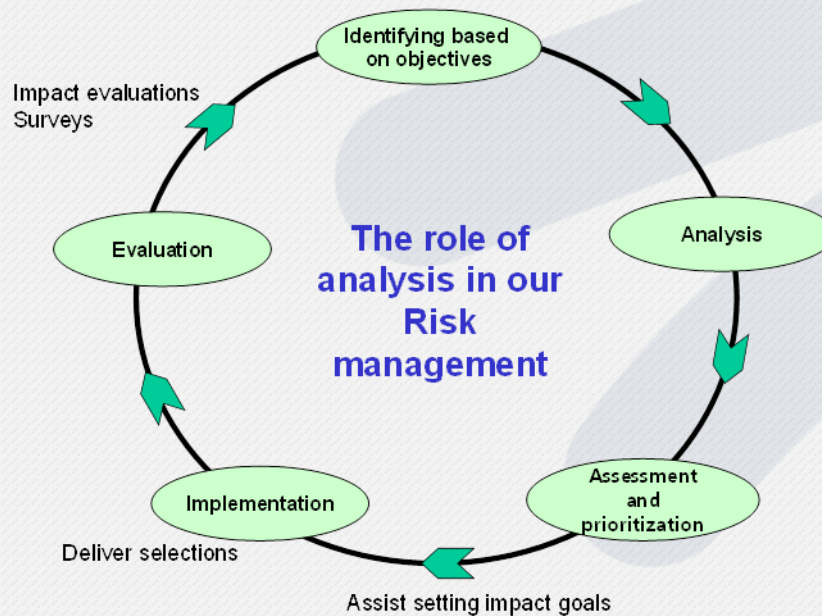 Identifying based
on objectives
Impact evaluations
Surveys
Analysis
Evaluation
The role of
analysis in our
Risk
management
Assessment
and
prioritization
Implementation
Deliver selections
Assist setting impact goals